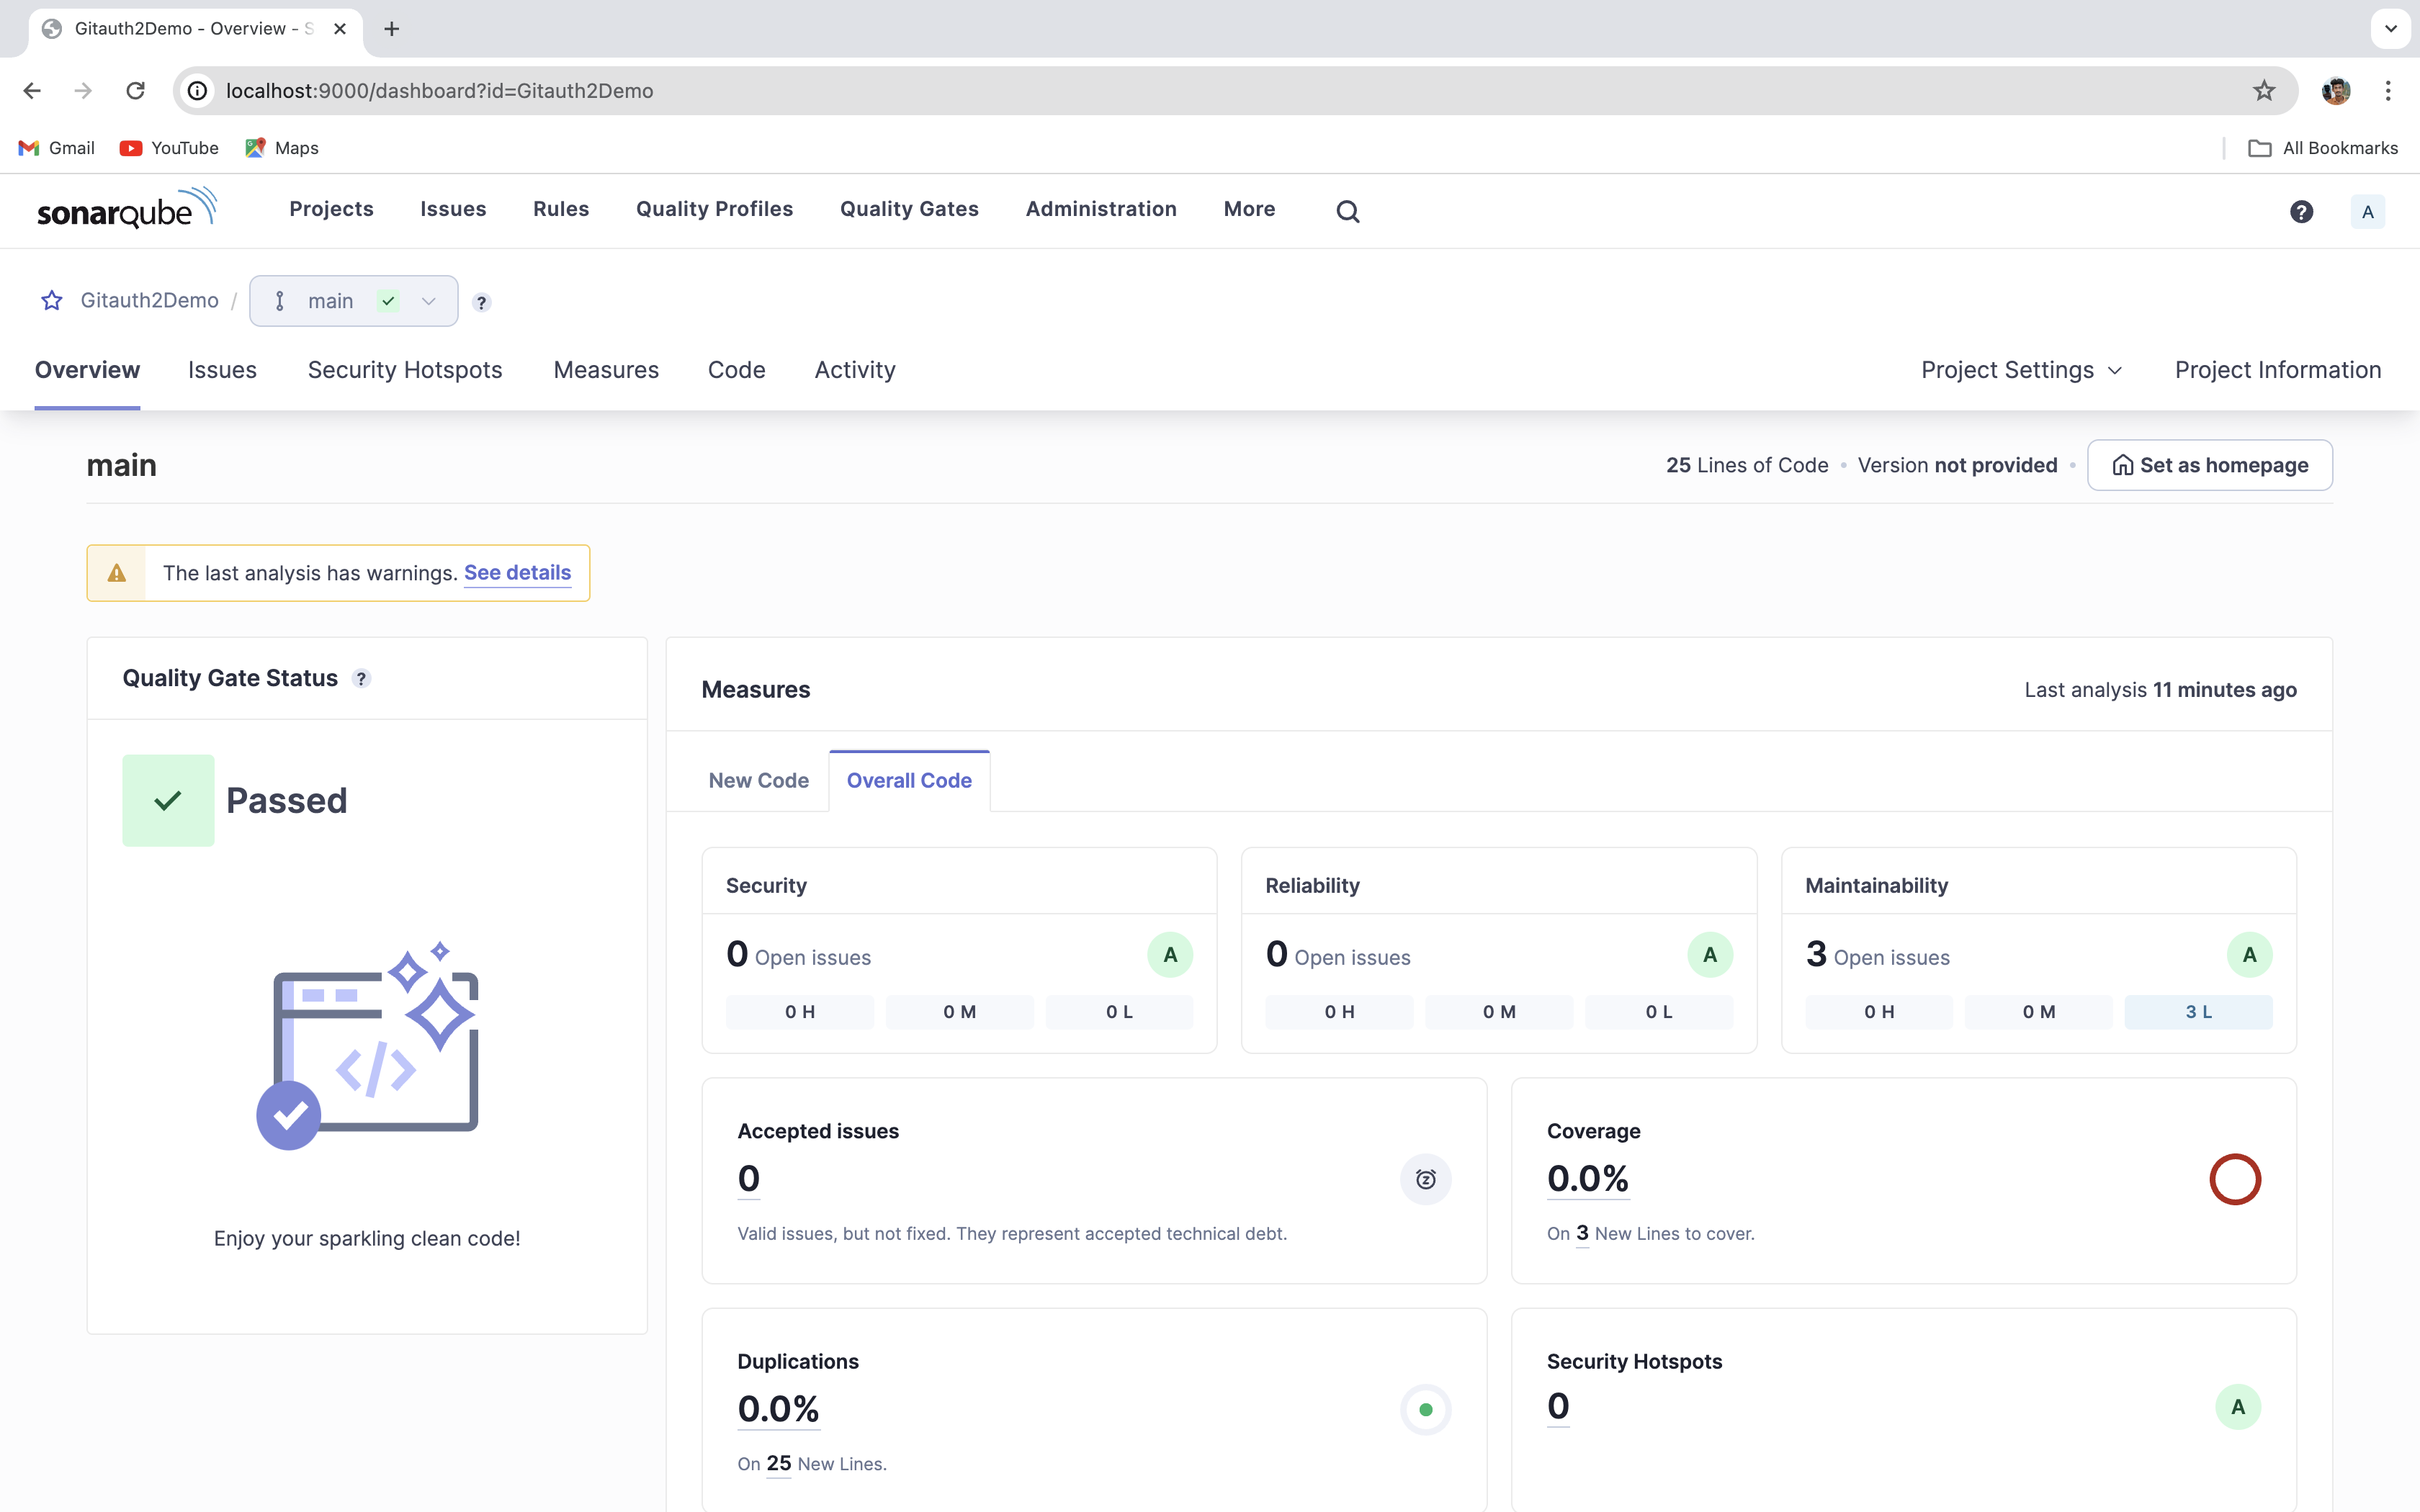 Gitauth2Demo - Overview - S
localhost:9000/dashboard?id=Gitauth2Demo
Gmail YouTube Maps All Bookmarks
sonarqube Projects Issues Rules Quality Profiles Quality Gates Administration More ? A
Gitauth2Demo / main ?
Overview Issues Security Hotspots Measures Code Activity Project Settings Project Information
main 25 Lines of Code • Version not provided • Set as homepage
The last analysis has warnings. See details
Quality Gate Status ?
Passed
</>
Enjoy your sparkling clean code!
Measures Last analysis 11 minutes ago
New Code Overall Code
Security
0 Open issues A
0 H 0 M 0 L
Reliability
0 Open issues A
0 H 0 M 0 L
Maintainability
3 Open issues A
0 H 0 M 3 L
Accepted issues
0
Valid issues, but not fixed. They represent accepted technical debt.
Coverage
0.0%
On 3 New Lines to cover.
Duplications
0.0%
On 25 New Lines.
Security Hotspots
0 A